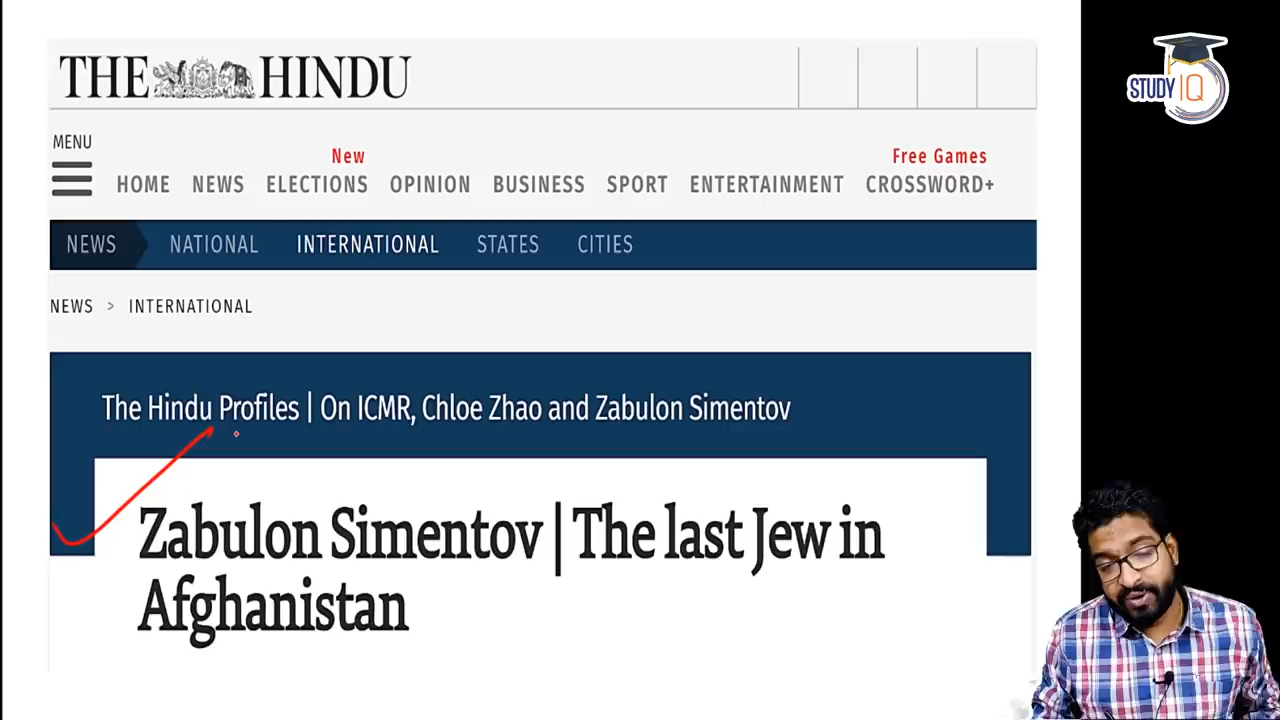 THE HINDU
STUDY IQ
MENU
New
Free Games
HOME NEWS ELECTIONS OPINION BUSINESS SPORT ENTERTAINMENT CROSSWORD+
NEWS NATIONAL INTERNATIONAL STATES CITIES
NEWS > INTERNATIONAL
The Hindu Profiles | On ICMR, Chloe Zhao and Zabulon Simentov
Zabulon Simentov | The last Jew in
Afghanistan